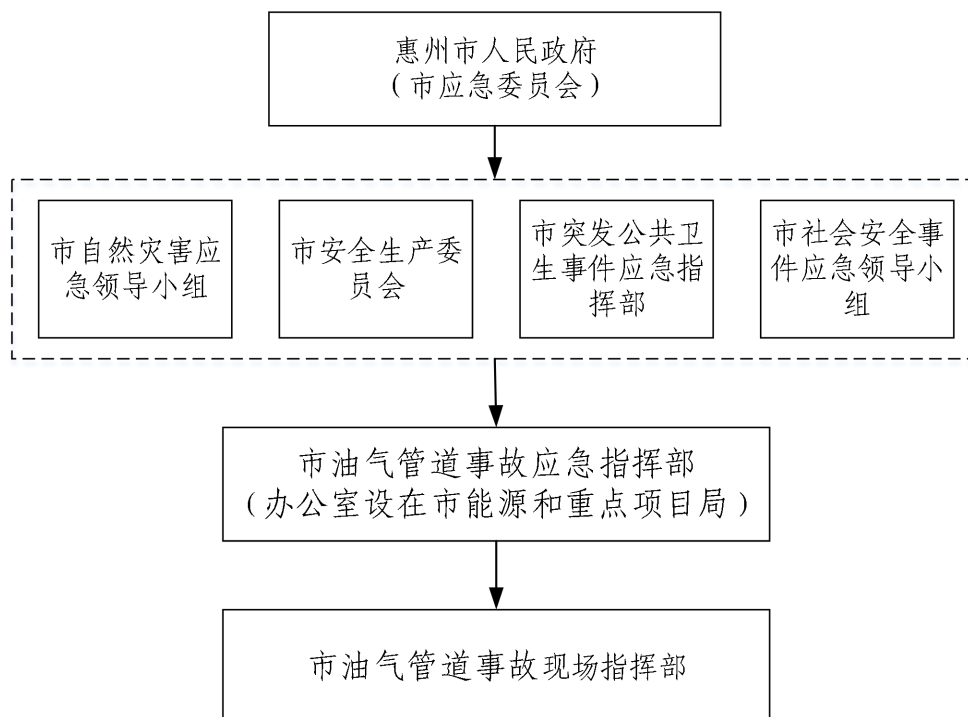 惠州市人民政府
（市应急委员会）
市自然灾害应
急领导小组
市安全生产委
员会
市突发公共卫
生事件应急指
挥部
市社会安全事
件应急领导小
组
市油气管道事故应急指挥部
（办公室设在市能源和重点项目局）
市油气管道事故现场指挥部